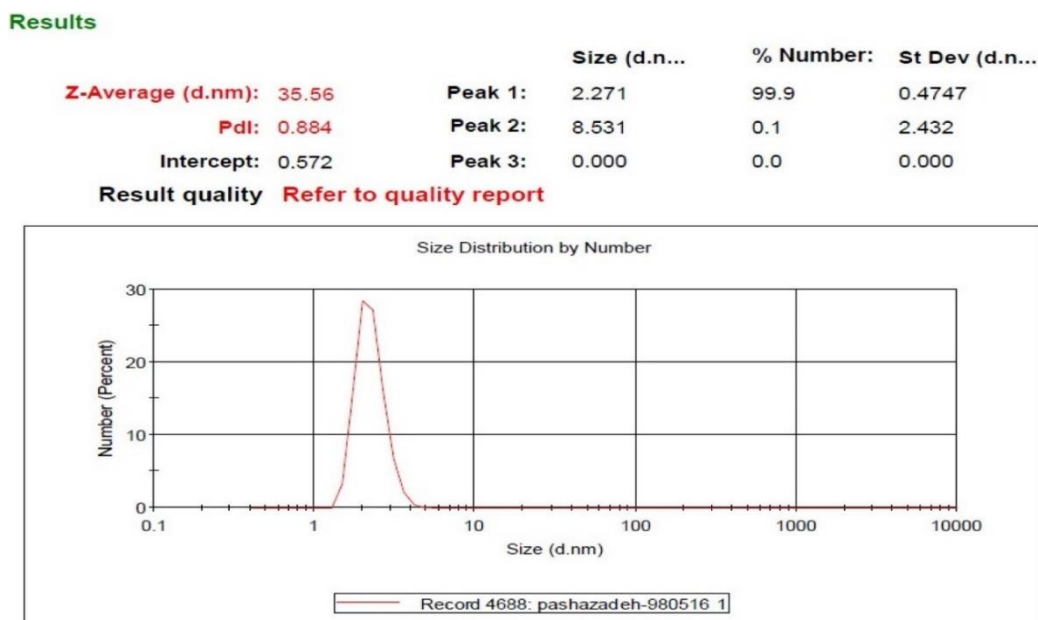 Results
Size (d.n... % Number: St Dev (d.n...
Z-Average (d.nm): 35.56 Peak 1: 2.271 99.9 0.4747
PdI: 0.884 Peak 2: 8.531 0.1 2.432
Intercept: 0.572 Peak 3: 0.000 0.0 0.000
Result quality Refer to quality report
Size Distribution by Number
Number (Percent)
30
20
10
0
0.1 1 10 100 1000 10000
Size (d.nm)
Record 4688: pashazadeh-980516 1